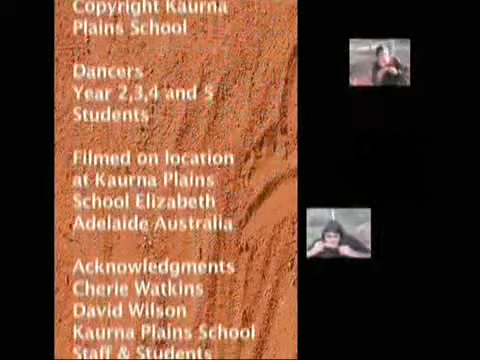 Copyright Kaurna
Plains School
Dancers
Year 2,3,4 and 5
Students
Filmed on location
at Kaurna Plains
School Elizabeth
Adelaide Australia
Acknowledgments
Cherie Watkins
David Wilson
Kaurna Plains School
Staff & Students